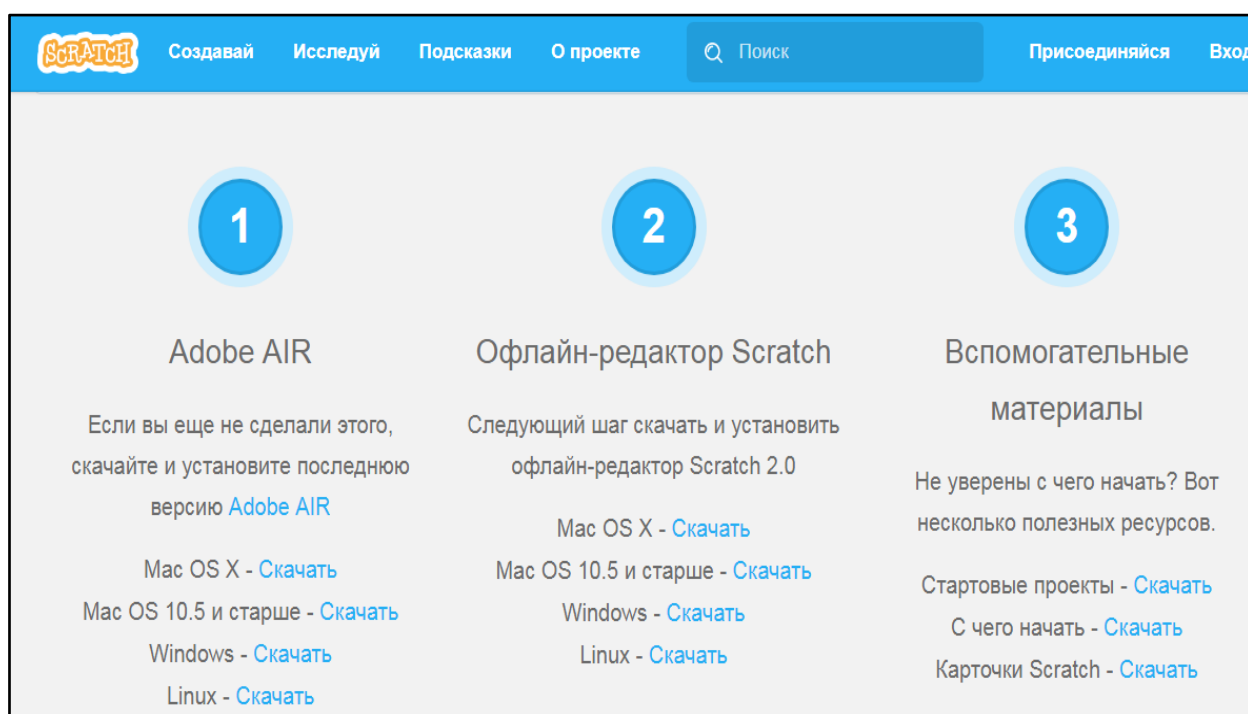 SCRATCH Создавай Исследуй Подсказки О проекте Поиск Присоединяйся Вход
1
Adobe AIR
Если вы еще не сделали этого,
скачайте и установите последнюю
версию Adobe AIR
Mac OS X - Скачать
Mac OS 10.5 и старше - Скачать
Windows - Скачать
Linux - Скачать
2
Офлайн-редактор Scratch
Следующий шаг скачать и установить
офлайн-редактор Scratch 2.0
Mac OS X - Скачать
Mac OS 10.5 и старше - Скачать
Windows - Скачать
Linux - Скачать
3
Вспомогательные
материалы
Не уверены с чего начать? Вот
несколько полезных ресурсов.
Стартовые проекты - Скачать
С чего начать - Скачать
Карточки Scratch - Скачать